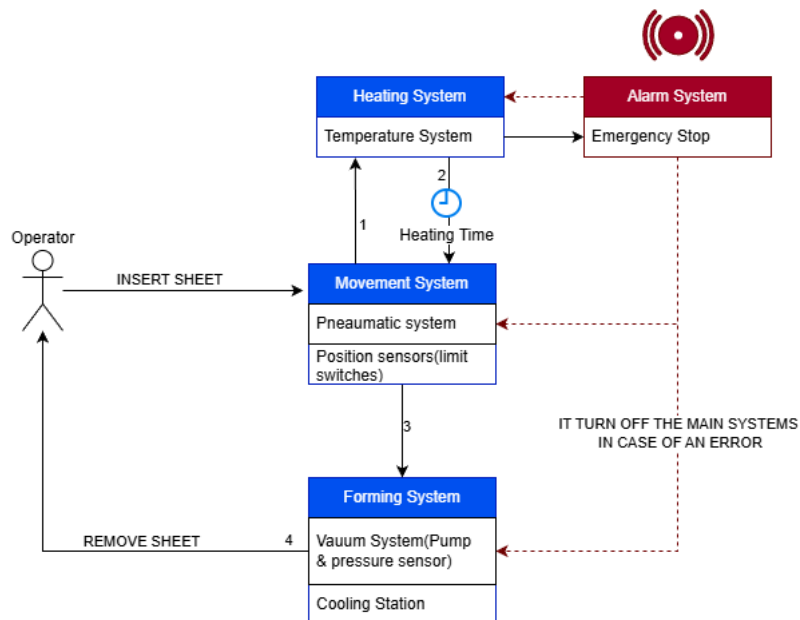 Heating System
Alarm System
Temperature System
Emergency Stop
2
1
Heating Time
Operator
INSERT SHEET
Movement System
Pneaumatic system
Position sensors(limit
switches)
3
IT TURN OFF THE MAIN SYSTEMS
IN CASE OF AN ERROR
Forming System
REMOVE SHEET
4
Vauum System(Pump
& pressure sensor)
Cooling Station